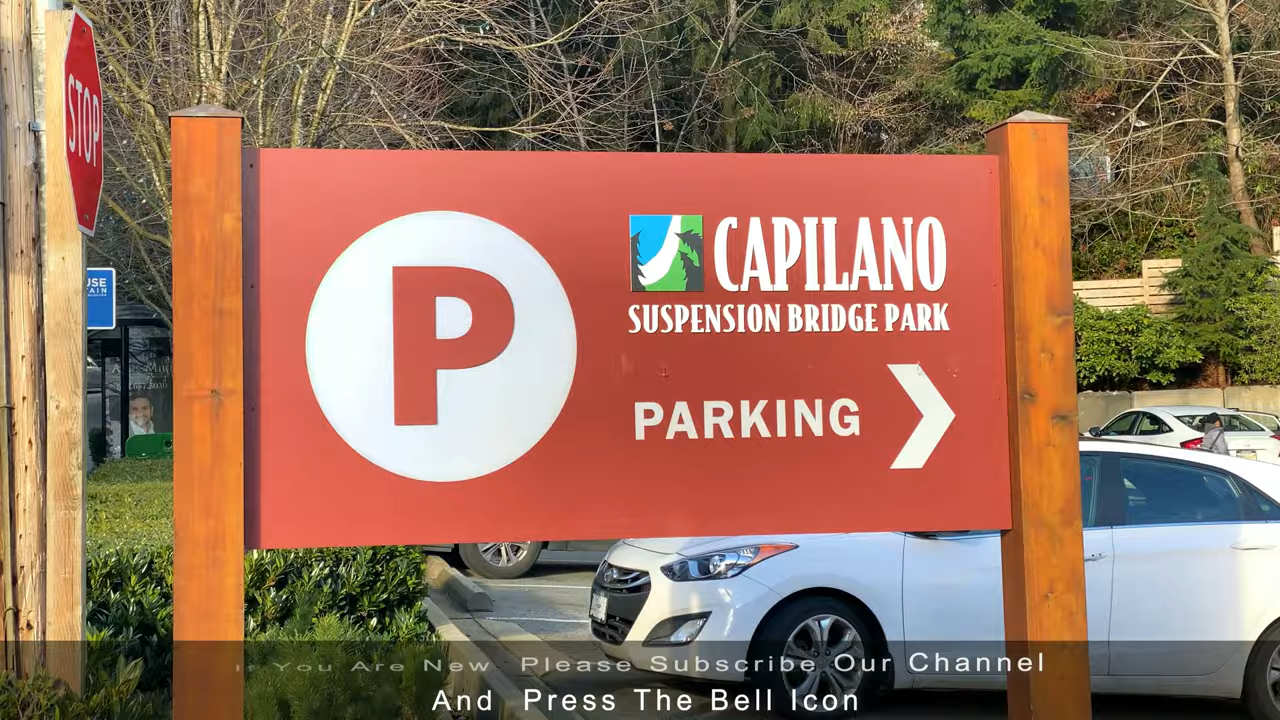 STOP
P
CAPILANO
SUSPENSION BRIDGE PARK
PARKING
If You Are New Please Subscribe Our Channel
And Press The Bell Icon